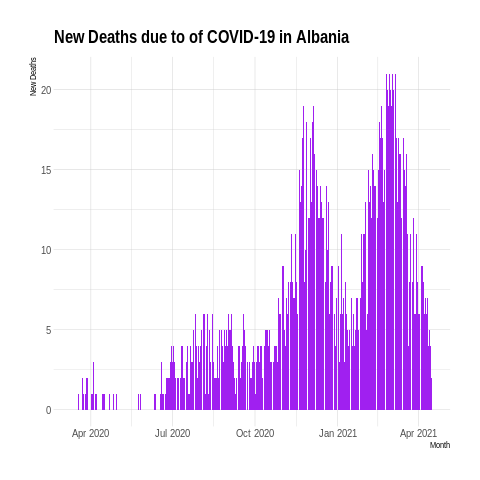 New Deaths due to of COVID-19 in Albania
New Deaths
20
15
10
5
0
Apr 2020 Jul 2020 Oct 2020 Jan 2021 Apr 2021
Month